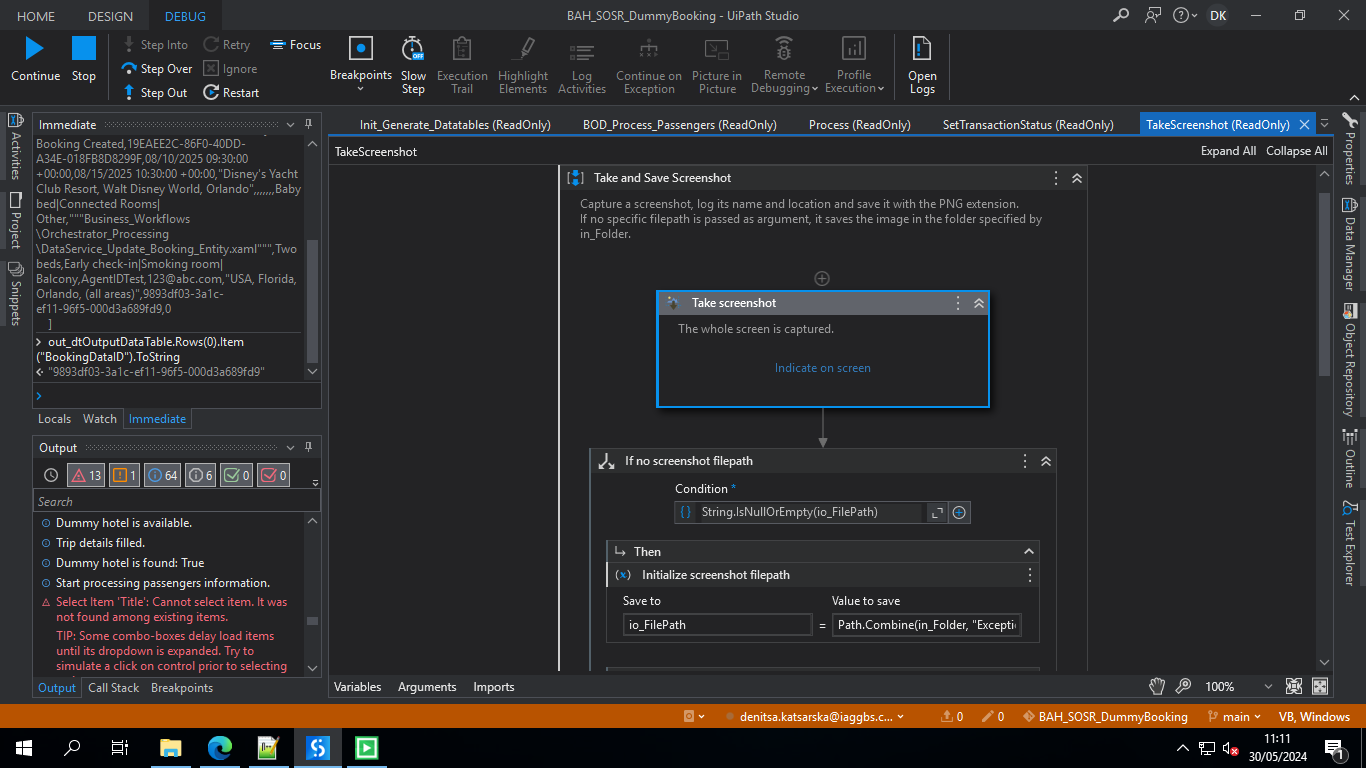 HOME DESIGN DEBUG
BAH_SOSR_DummyBooking - UiPath Studio
DK
Continue
Stop
Step Into
Step Over
Step Out
Retry
Ignore
Restart
Focus
Breakpoints
Slow Step
Execution Trail
Highlight Elements
Log Activities
Continue on Exception
Picture in Picture
Remote Debugging
Profile Execution
Open Logs
Activities
Project
Snippets
Immediate
Booking Created,19EAEE2C-86F0-40DD-
A34E-018FB8D8299F,08/10/2025 09:30:00
+00:00,08/15/2025 10:30:00 +00:00,"Disney's Yacht
Club Resort, Walt Disney World, Orlando",,,,,,,Baby
bed|Connected Rooms|
Other,"""Business_Workflows
\Orchestrator_Processing
\DataService_Update_Booking_Entity.xaml""",Two
beds,Early check-in|Smoking room|
Balcony,AgentIDTest,123@abc.com,"USA, Florida,
Orlando, (all areas)",9893df03-3a1c-
ef11-96f5-000d3a689fd9,0
]
out_dtOutputDataTable.Rows(0).Item
("BookingDataID").ToString
"9893df03-3a1c-ef11-96f5-000d3a689fd9"
Locals Watch Immediate
Output
13 1 64 6 0 0
Search
Dummy hotel is available.
Trip details filled.
Dummy hotel is found: True
Start processing passengers information.
Select Item 'Title': Cannot select item. It was
not found among existing items.
TIP: Some combo-boxes delay load items
until its dropdown is expanded. Try to
simulate a click on control prior to selecting
Output Call Stack Breakpoints
Init_Generate_Datatables (ReadOnly)
BOD_Process_Passengers (ReadOnly)
Process (ReadOnly)
SetTransactionStatus (ReadOnly)
TakeScreenshot (ReadOnly)
TakeScreenshot
Expand All Collapse All
Take and Save Screenshot
Capture a screenshot, log its name and location and save it with the PNG extension.
If no specific filepath is passed as argument, it saves the image in the folder specified by
in_Folder.
Take screenshot
The whole screen is captured.
Indicate on screen
If no screenshot filepath
Condition *
String.IsNullOrEmpty(io_FilePath)
Then
Initialize screenshot filepath
Save to Value to save
io_FilePath = Path.Combine(in_Folder, "Excepti
Variables Arguments Imports
100%
Properties
Data Manager
Object Repository
Outline
Test Explorer
denitsa.katsarska@iaggbs.c...
0
0
BAH_SOSR_DummyBooking
main
VB, Windows
11:11
30/05/2024
1